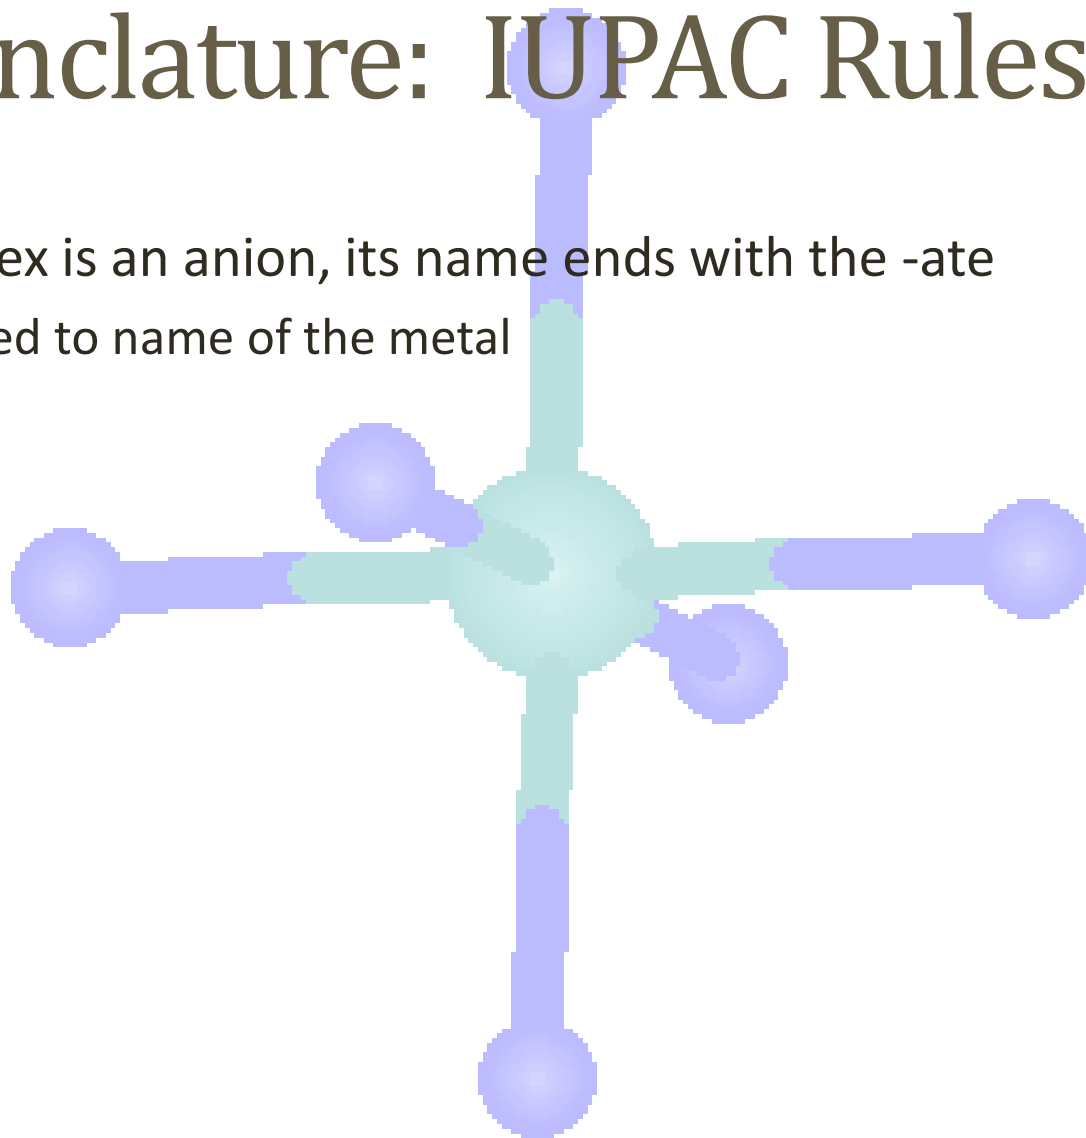 nclature: IUPAC Rules
ex is an anion, its name ends with the -ate
ed to name of the metal